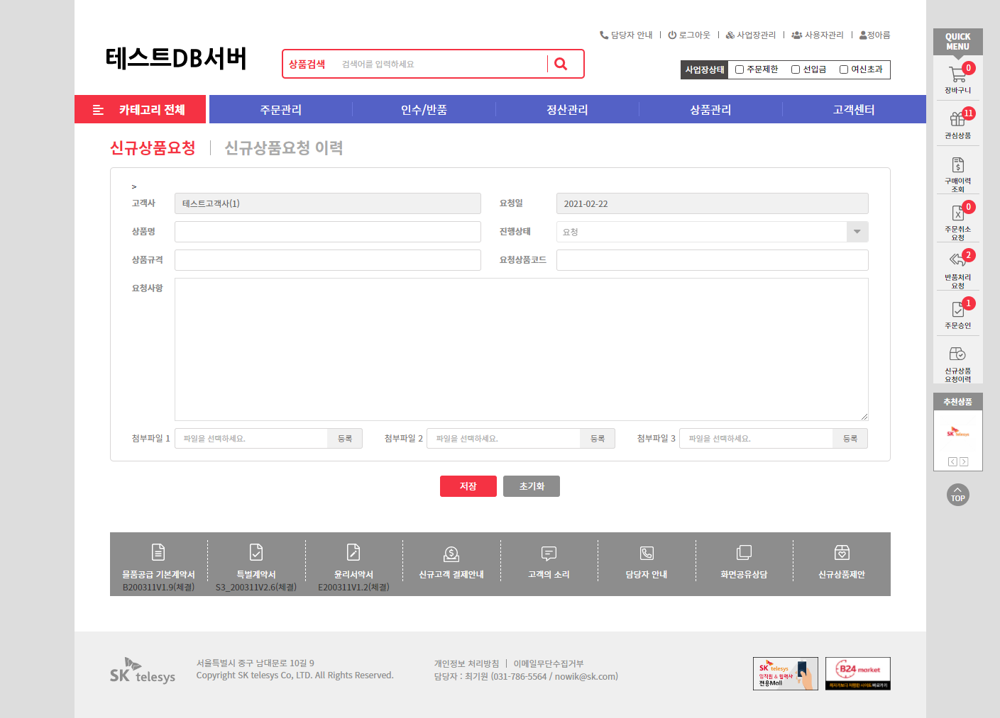 담당자 안내 | 로그아웃 | 사업장관리 | 사용자관리 | 정아름
테스트DB서버
상품검색 검색어를 입력하세요
사업장상태 주문제한 선입금 여신초과
카테고리 전체 주문관리 인수/반품 정산관리 상품관리 고객센터
신규상품요청 | 신규상품요청 이력
>
고객사 테스트고객사(1) 요청일 2021-02-22
상품명 진행상태 요청
상품규격 요청상품코드
요청사항
첨부파일 1 파일을 선택하세요. 등록 첨부파일 2 파일을 선택하세요. 등록 첨부파일 3 파일을 선택하세요. 등록
저장 초기화
물품공급 기본계약서 특별계약서 윤리서약서 신규고객 결제안내 고객의 소리 담당자 안내 화면공유상담 신규상품제안
B200311V1.9(체결) S3_200311V2.6(체결) E200311V1.2(체결)
SK telesys
서울특별시 중구 남대문로 10길 9
Copyright SK telesys Co, LTD. All Rights Reserved.
개인정보 처리방침 | 이메일무단수집거부
담당자 : 최기원 (031-786-5564 / nowik@sk.com)
SK telesys
임직원 & 협력사
전용Mall
B24 market
바로가기
QUICK
MENU
0
장바구니
11
관심상품
구매이력
조회
0
주문취소
요청
2
반품처리
요청
1
주문승인
신규상품
요청이력
추천상품
SK telesys
TOP